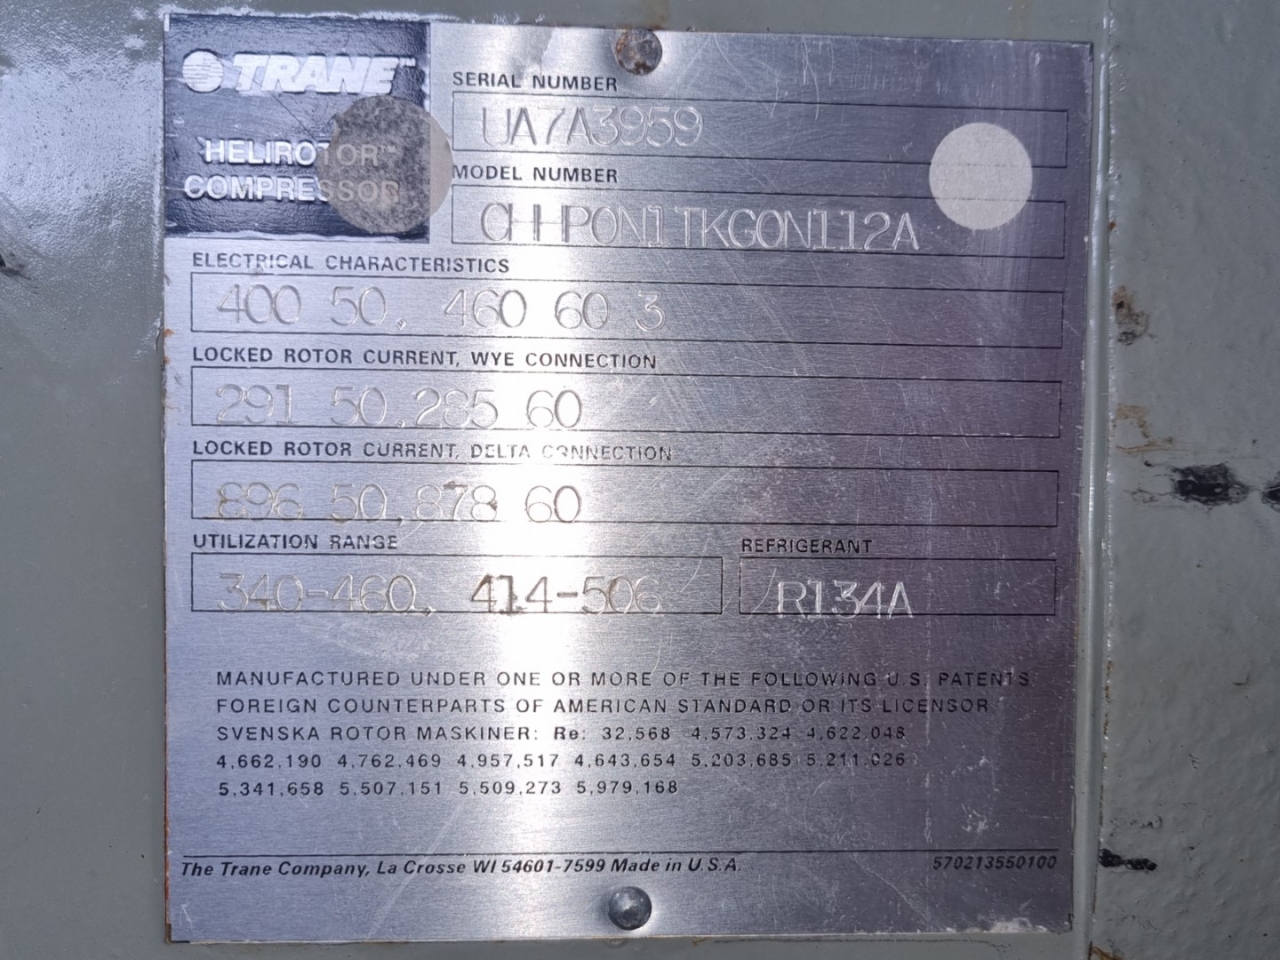 TRANE
HELIROTOR™
COMPRESSOR
SERIAL NUMBER
UA7A3959
MODEL NUMBER
CHHP0N1TKG0N112A
ELECTRICAL CHARACTERISTICS
400 50, 460 60 3
LOCKED ROTOR CURRENT, WYE CONNECTION
291 50,285 60
LOCKED ROTOR CURRENT, DELTA CONNECTION
896 50,878 60
UTILIZATION RANGE
340-460, 414-506
REFRIGERANT
R134A
MANUFACTURED UNDER ONE OR MORE OF THE FOLLOWING U.S. PATENTS
FOREIGN COUNTERPARTS OF AMERICAN STANDARD OR ITS LICENSOR
SVENSKA ROTOR MASKINER: Re: 32,568 4,573,324 4,622,048
4,662,190 4,762,469 4,957,517 4,643,654 5,203,685 5,211,026
5,341,658 5,507,151 5,509,273 5,979,168
The Trane Company, La Crosse WI 54601-7599 Made in U.S.A.
570213550100